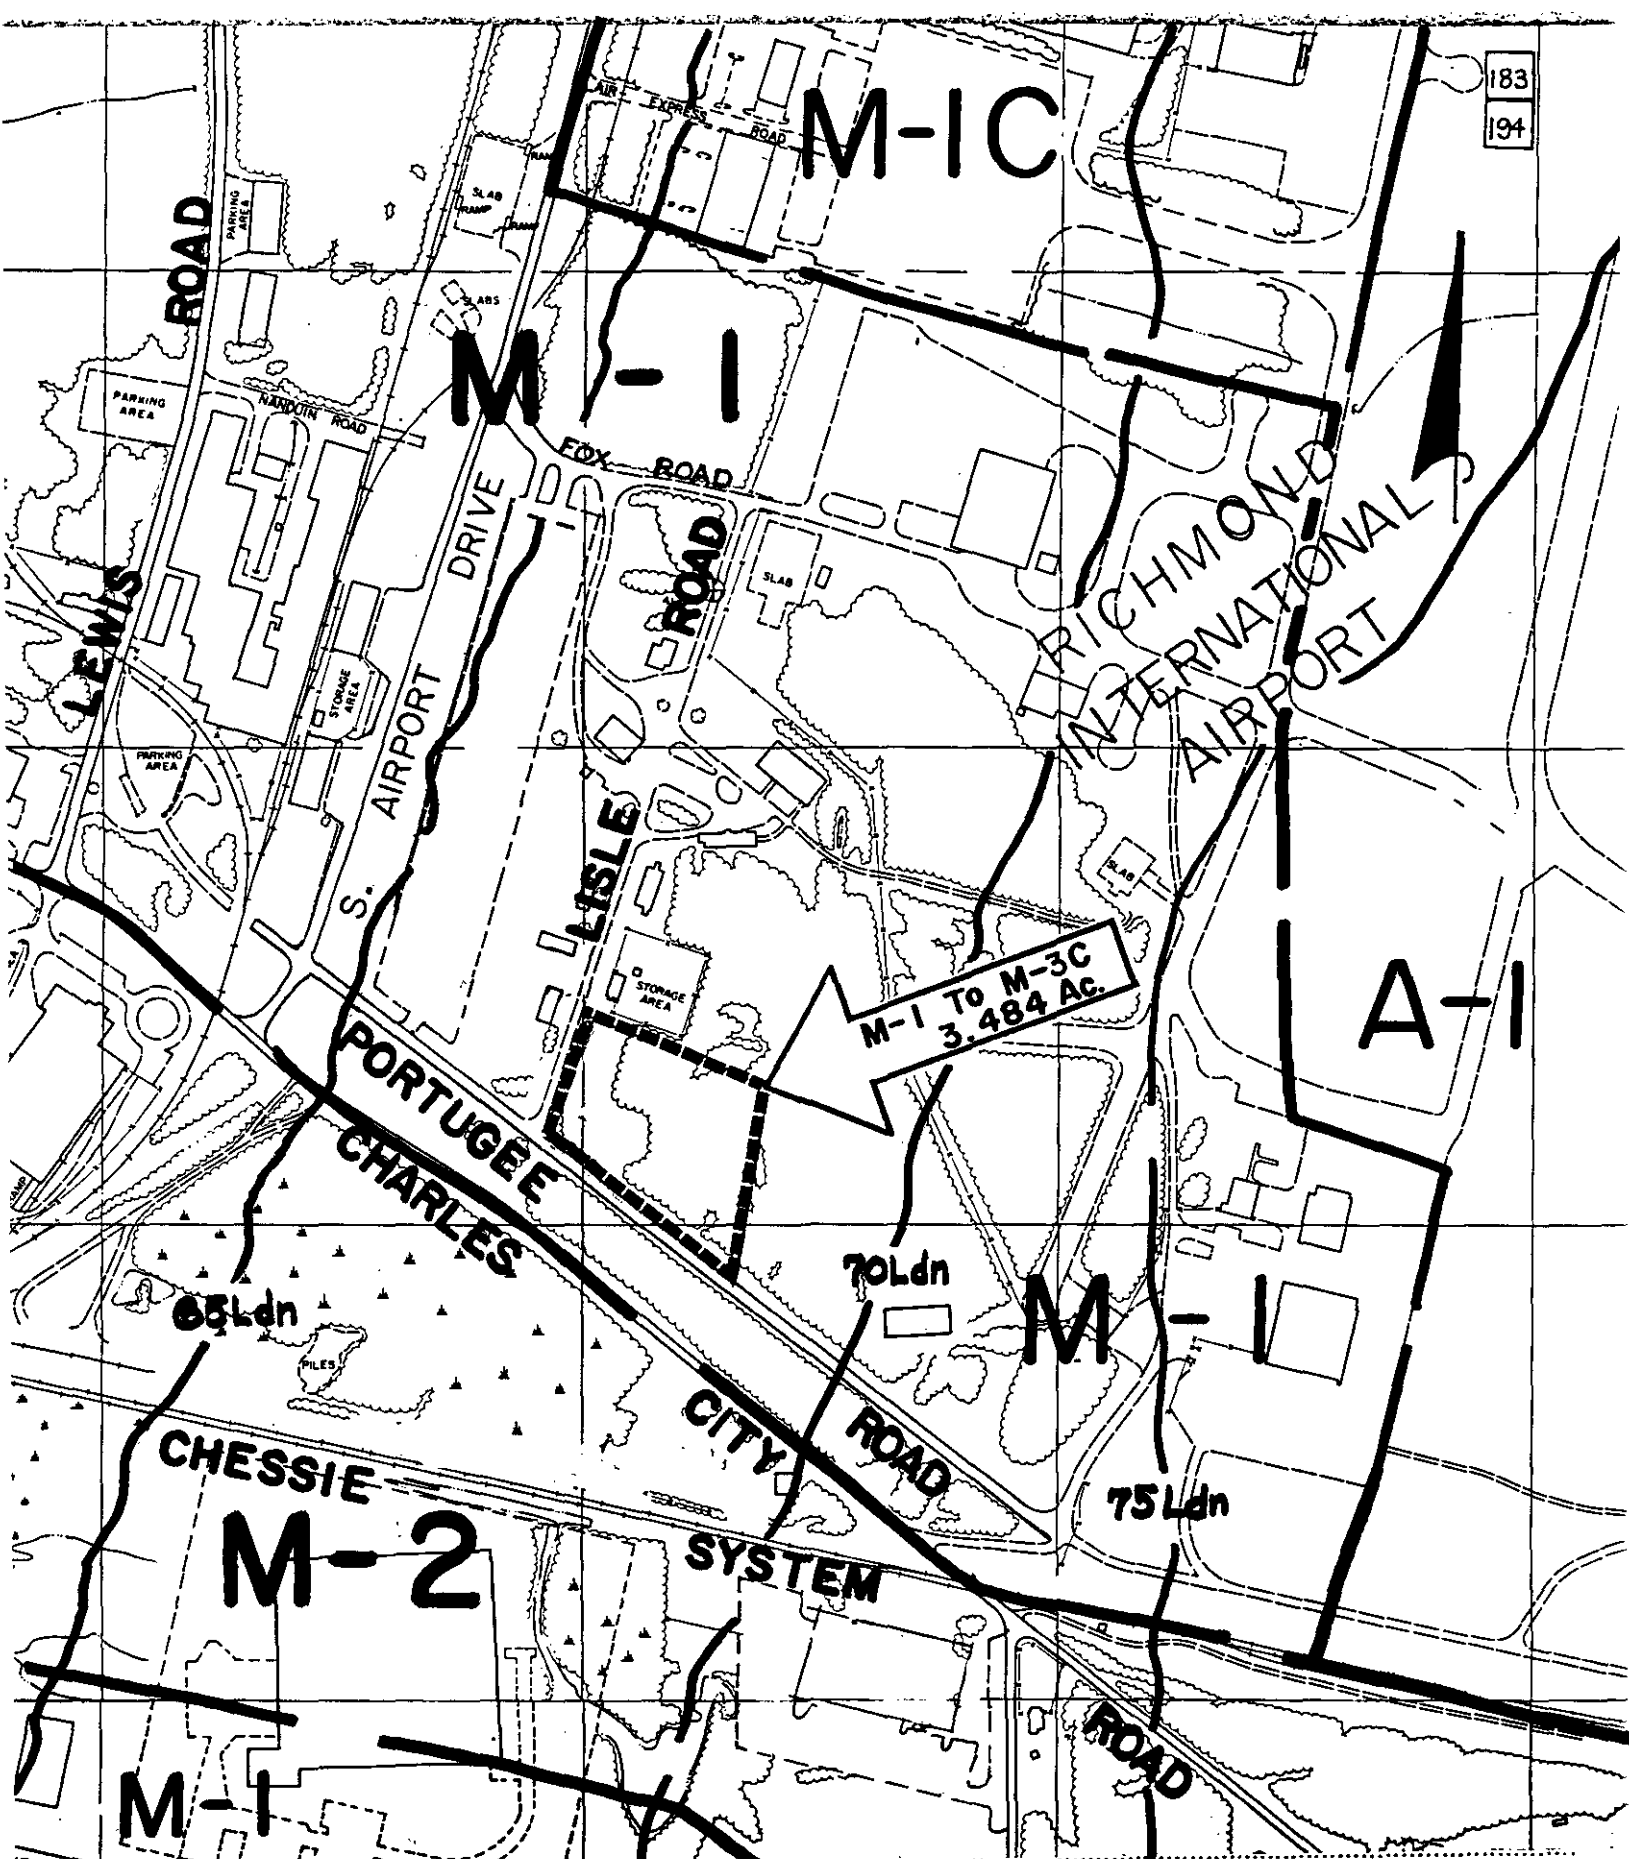 183
194
M-1C
AIR EXPRESS ROAD
RAMP
SLAB
RAMP
RAMP
PARKING
AREA
SLABS
M-1
PARKING
AREA
ROAD
FOX ROAD
S. AIRPORT DRIVE
LEWIS ROAD
LISLE ROAD
SLAB
RICHMOND
INTERNATIONAL
AIRPORT
STORAGE
AREA
PARKING
AREA
SLAB
STORAGE
AREA
M-1 To M-3C
3.484 Ac.
A-1
PORTUGEE ROAD
CHARLES CITY ROAD
70Ldn
65Ldn
M-1
PILES
75Ldn
CHESSIE SYSTEM
M-2
M-1